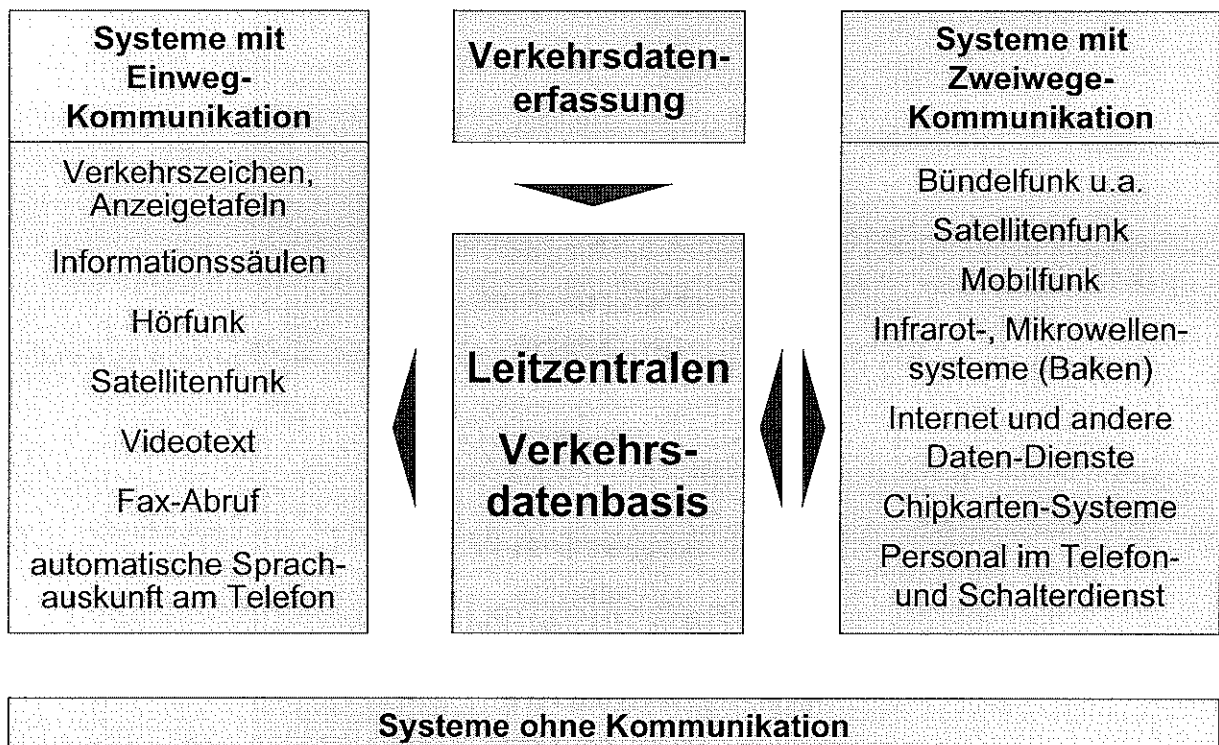 Systeme mit
Einweg-
Kommunikation
Verkehrszeichen,
Anzeigetafeln
Informationssäulen
Hörfunk
Satellitenfunk
Videotext
Fax-Abruf
automatische Sprach-
auskunft am Telefon
Verkehrsdaten-
erfassung
Leitzentralen
Verkehrs-
datenbasis
Systeme mit
Zweiwege-
Kommunikation
Bündelfunk u.a.
Satellitenfunk
Mobilfunk
Infrarot-, Mikrowellen-
systeme (Baken)
Internet und andere
Daten-Dienste
Chipkarten-Systeme
Personal im Telefon-
und Schalterdienst
Systeme ohne Kommunikation